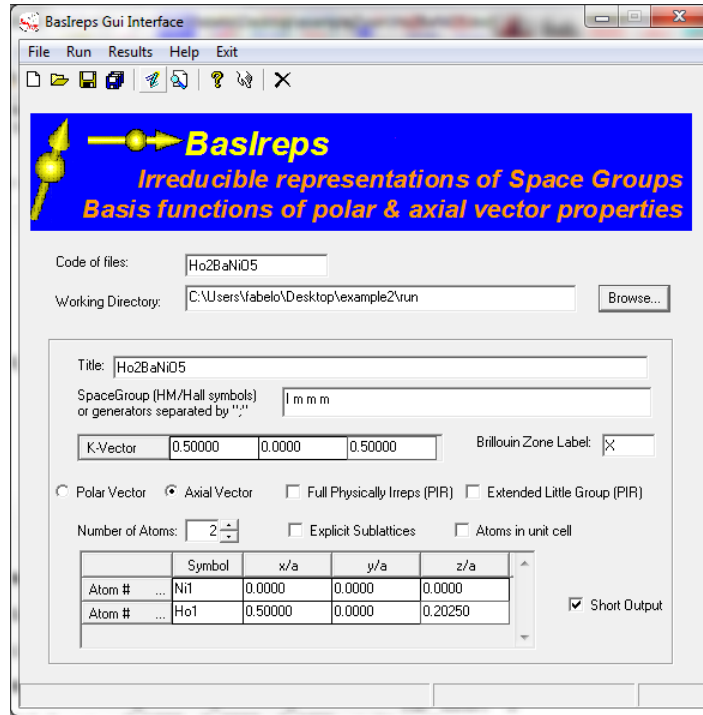 BasIreps Gui Interface
File Run Results Help Exit
BasIreps
Irreducible representations of Space Groups
Basis functions of polar & axial vector properties
Code of files: Ho2BaNiO5
Working Directory: C:\Users\fabelo\Desktop\example2\run Browse...
Title: Ho2BaNiO5
SpaceGroup (HM/Hall symbols)
or generators separated by ";" I m m m
K-Vector 0.50000 0.0000 0.50000 Brillouin Zone Label: X
Polar Vector Axial Vector Full Physically Irreps (PIR) Extended Little Group (PIR)
Number of Atoms: 2 Explicit Sublattices Atoms in unit cell
Symbol x/a y/a z/a
Atom # ... Ni1 0.0000 0.0000 0.0000
Atom # ... Ho1 0.50000 0.0000 0.20250
Short Output